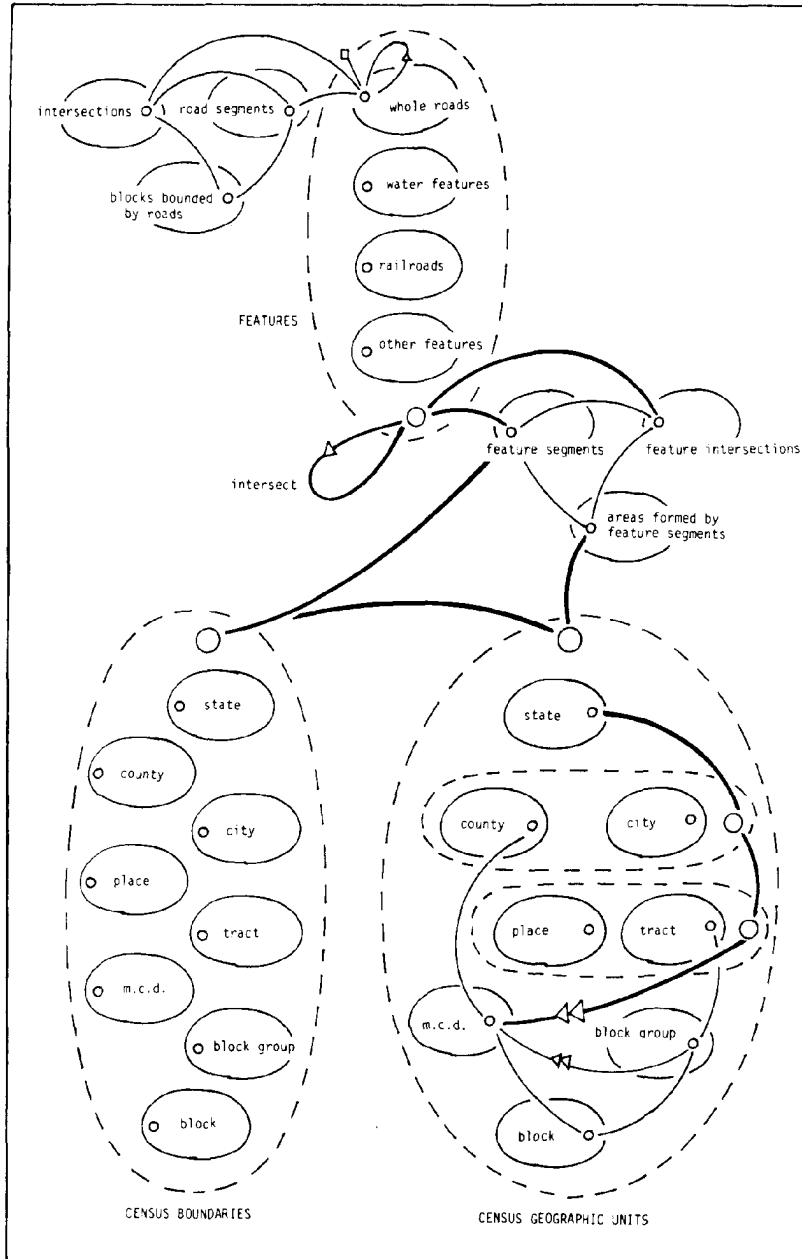 intersections
road segments
whole roads
blocks bounded
by roads
water features
railroads
FEATURES
other features
feature segments
feature intersections
intersect
areas formed by
feature segments
state
county
city
place
tract
m.c.d.
block group
block
CENSUS BOUNDARIES
state
county
city
place
tract
m.c.d.
block group
block
CENSUS GEOGRAPHIC UNITS